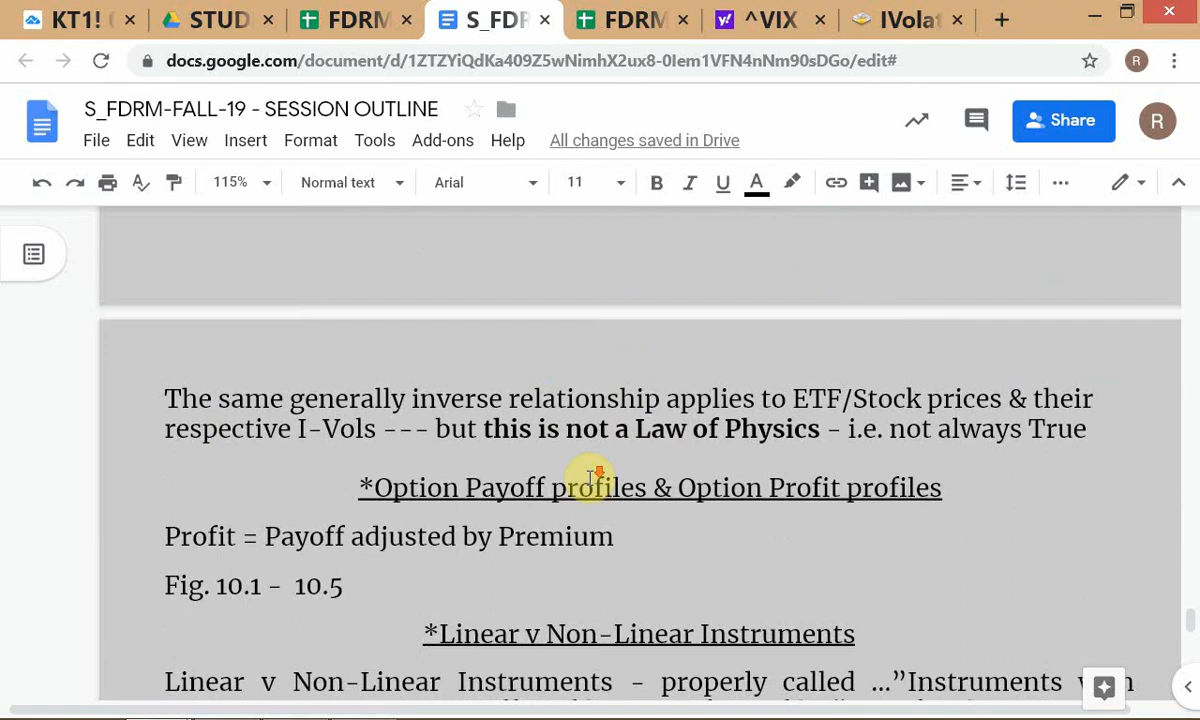 KT1!
STUD
FDRM
S_FDR
FDRM
^VIX
IVolat
docs.google.com/document/d/1ZTZYiQdKa409Z5wNimhX2ux8-0Iem1VFN4nNm90sDGo/edit#
R
S_FDRM-FALL-19 - SESSION OUTLINE
File Edit View Insert Format Tools Add-ons Help All changes saved in Drive
Share
R
115% Normal text Arial 11 B I U A
The same generally inverse relationship applies to ETF/Stock prices & their
respective I-Vols --- but this is not a Law of Physics - i.e. not always True
*Option Payoff profiles & Option Profit profiles
Profit = Payoff adjusted by Premium
Fig. 10.1 - 10.5
*Linear v Non-Linear Instruments
Linear v Non-Linear Instruments - properly called ...”Instruments